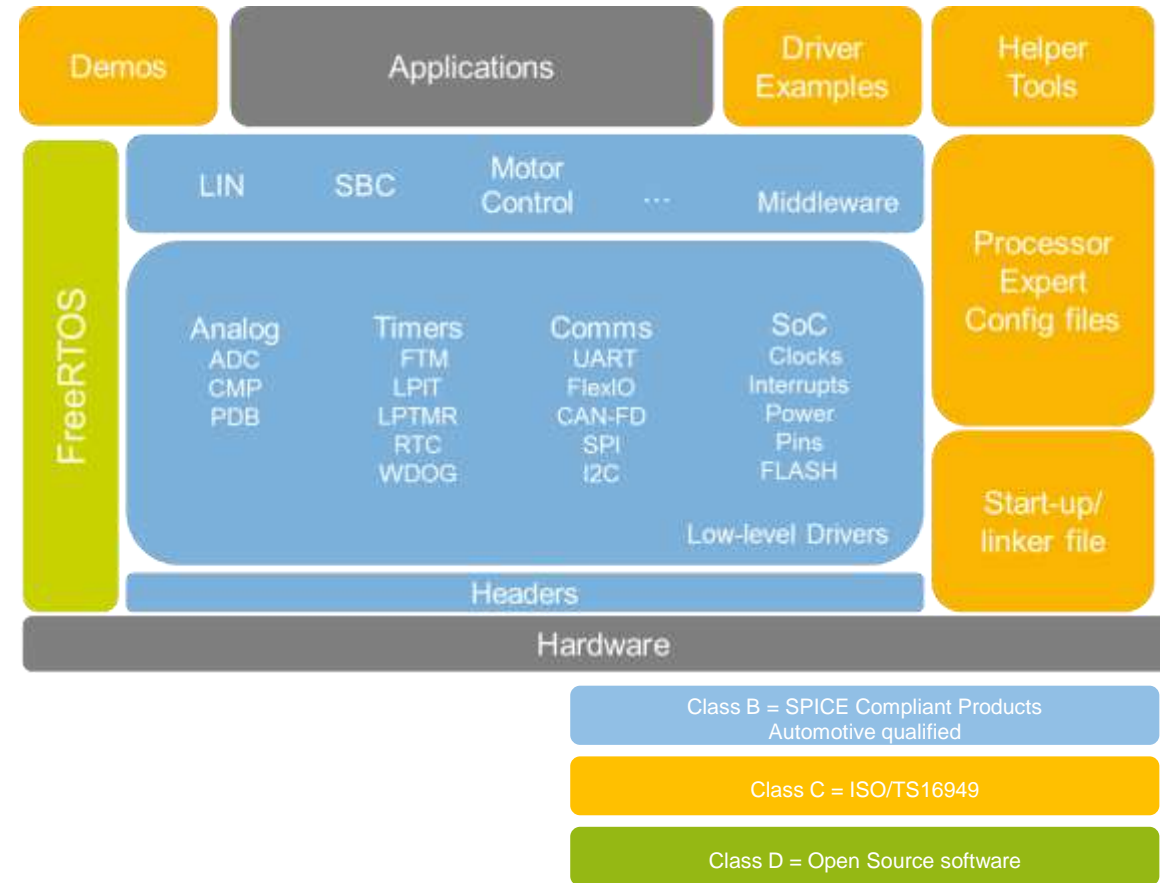 Demos
Applications
Driver
Examples
Helper
Tools
FreeRTOS
LIN
SBC
Motor
Control
...
Middleware
Analog
ADC
CMP
PDB
Timers
FTM
LPIT
LPTMR
RTC
WDOG
Comms
UART
FlexIO
CAN-FD
SPI
I2C
SoC
Clocks
Interrupts
Power
Pins
FLASH
Low-level Drivers
Headers
Processor
Expert
Config files
Start-up/
linker file
Hardware
Class B = SPICE Compliant Products
Automotive qualified
Class C = ISO/TS16949
Class D = Open Source software